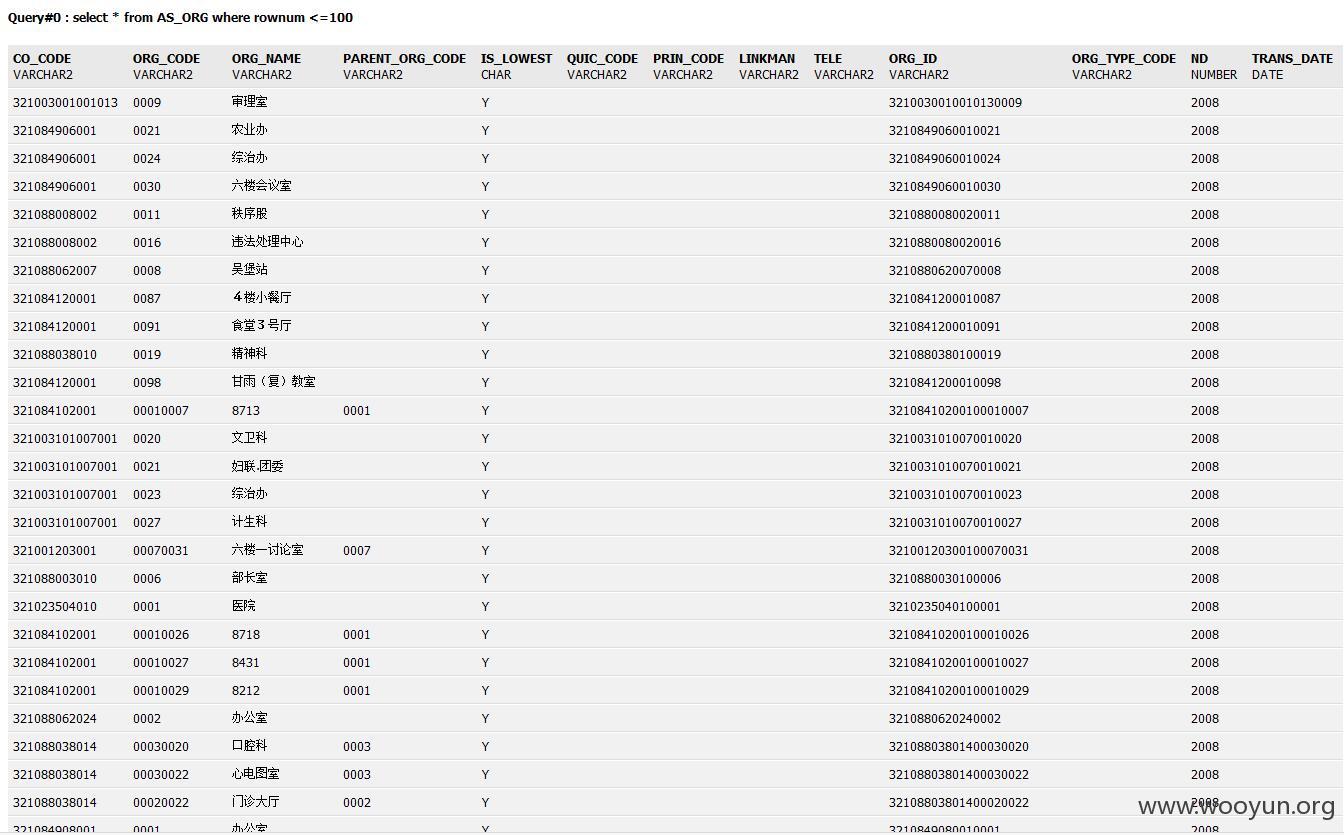 Query#0 : select * from AS_ORG where rownum <=100
CO_CODE ORG_CODE ORG_NAME PARENT_ORG_CODE IS_LOWEST QUIC_CODE PRIN_CODE LINKMAN TELE ORG_ID ORG_TYPE_CODE ND TRANS_DATE
VARCHAR2 VARCHAR2 VARCHAR2 VARCHAR2 CHAR VARCHAR2 VARCHAR2 VARCHAR2 VARCHAR2 VARCHAR2 VARCHAR2 NUMBER DATE
321003001001013 0009 审理室 Y 3210030010010130009 2008
321084906001 0021 农业办 Y 3210849060010021 2008
321084906001 0024 综治办 Y 3210849060010024 2008
321084906001 0030 六楼会议室 Y 3210849060010030 2008
321088008002 0011 秩序股 Y 3210880080020011 2008
321088008002 0016 违法处理中心 Y 3210880080020016 2008
321088062007 0008 吴堡站 Y 3210880620070008 2008
321084120001 0087 ４楼小餐厅 Y 3210841200010087 2008
321084120001 0091 食堂３号厅 Y 3210841200010091 2008
321088038010 0019 精神科 Y 3210880380100019 2008
321084120001 0098 甘雨（夏）教室 Y 3210841200010098 2008
321084102001 00010007 8713 0001 Y 32108410200100010007 2008
321003101007001 0020 文卫科 Y 3210031010070010020 2008
321003101007001 0021 妇联.团委 Y 3210031010070010021 2008
321003101007001 0023 综治办 Y 3210031010070010023 2008
321003101007001 0027 计生科 Y 3210031010070010027 2008
321001203001 00070031 六楼一讨论室 0007 Y 32100120300100070031 2008
321088003010 0006 部长室 Y 3210880030100006 2008
321023504010 0001 医院 Y 3210235040100001 2008
321084102001 00010026 8718 0001 Y 32108410200100010026 2008
321084102001 00010027 8431 0001 Y 32108410200100010027 2008
321084102001 00010029 8212 0001 Y 32108410200100010029 2008
321088062024 0002 办公室 Y 3210880620240002 2008
321088038014 00030020 口腔科 0003 Y 32108803801400030020 2008
321088038014 00030022 心电图室 0003 Y 32108803801400030022 2008
321088038014 00020022 门诊大厅 0002 Y 32108803801400020022 2008
www.wooyun.org
321084908001 0001 办公室 Y 3210849080010001 2008